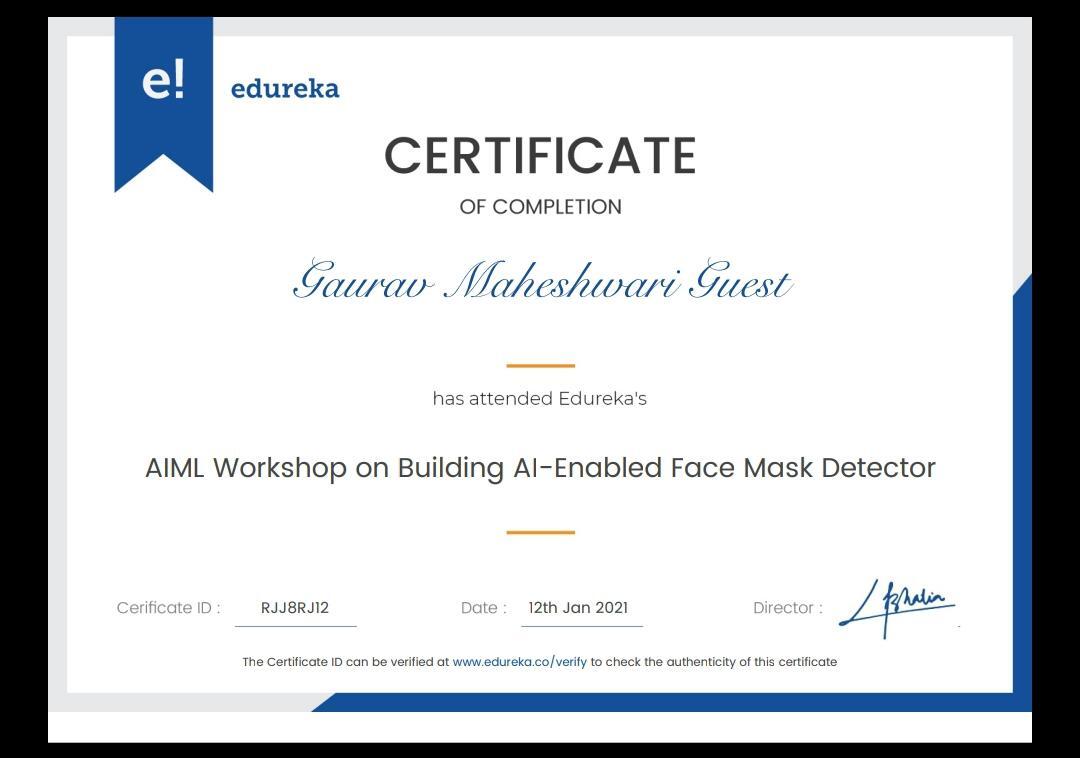 e!
edureka
CERTIFICATE
OF COMPLETION
Gaurav Maheshwari Guest
has attended Edureka's
AIML Workshop on Building AI-Enabled Face Mask Detector
Cerificate ID : RJJ8RJ12 Date : 12th Jan 2021 Director :
The Certificate ID can be verified at www.edureka.co/verify to check the authenticity of this certificate